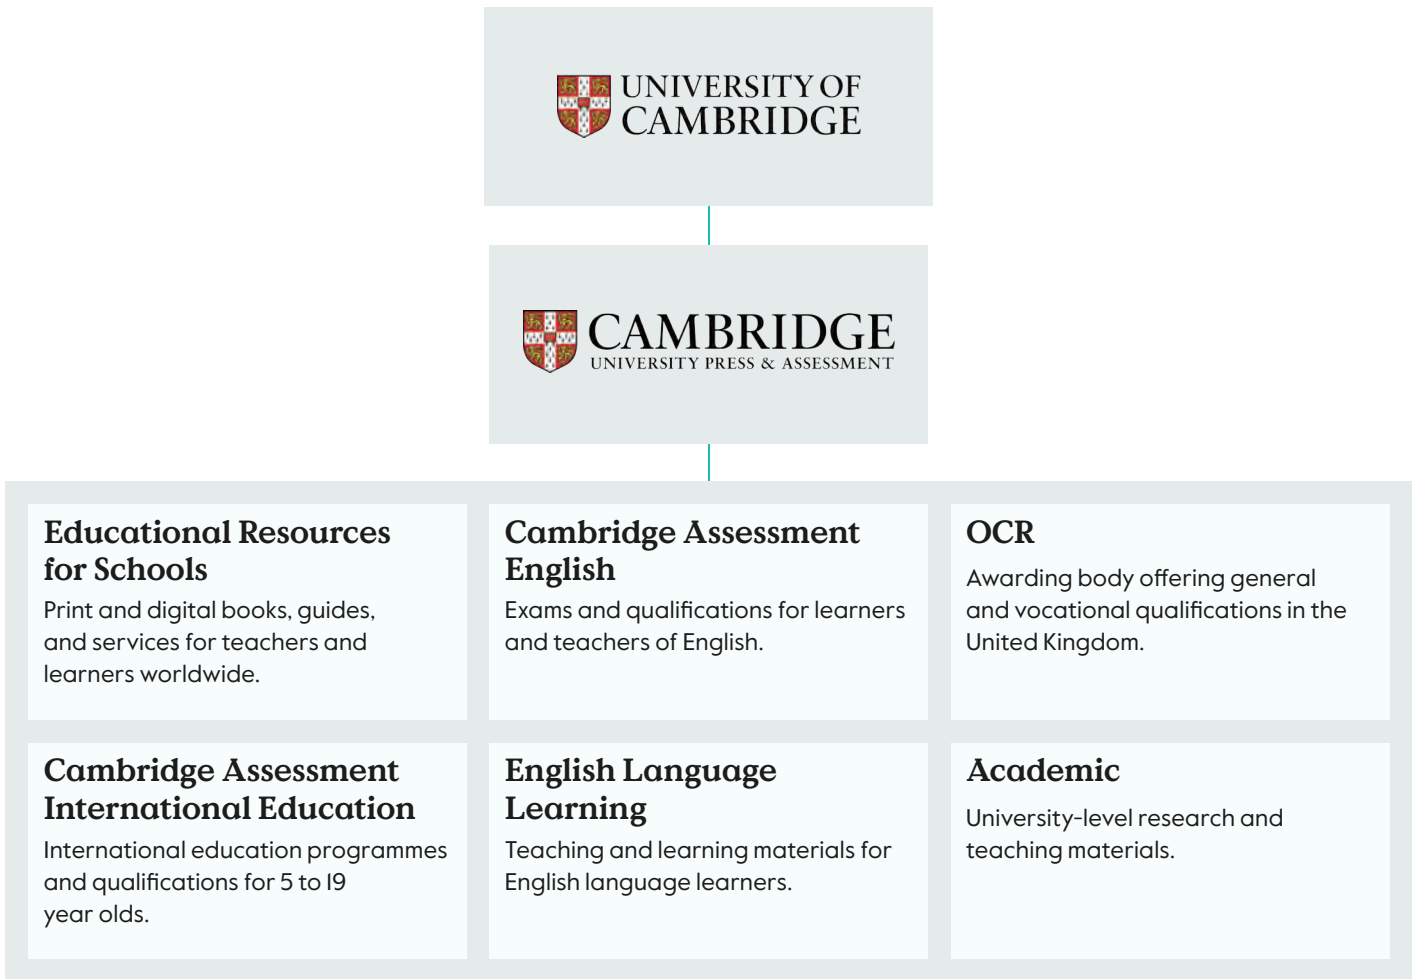 UNIVERSITY OF
CAMBRIDGE
CAMBRIDGE
UNIVERSITY PRESS & ASSESSMENT
Educational Resources
for Schools
Print and digital books, guides,
and services for teachers and
learners worldwide.
Cambridge Assessment
English
Exams and qualifications for learners
and teachers of English.
OCR
Awarding body offering general
and vocational qualifications in the
United Kingdom.
Cambridge Assessment
International Education
International education programmes
and qualifications for 5 to 19
year olds.
English Language
Learning
Teaching and learning materials for
English language learners.
Academic
University-level research and
teaching materials.